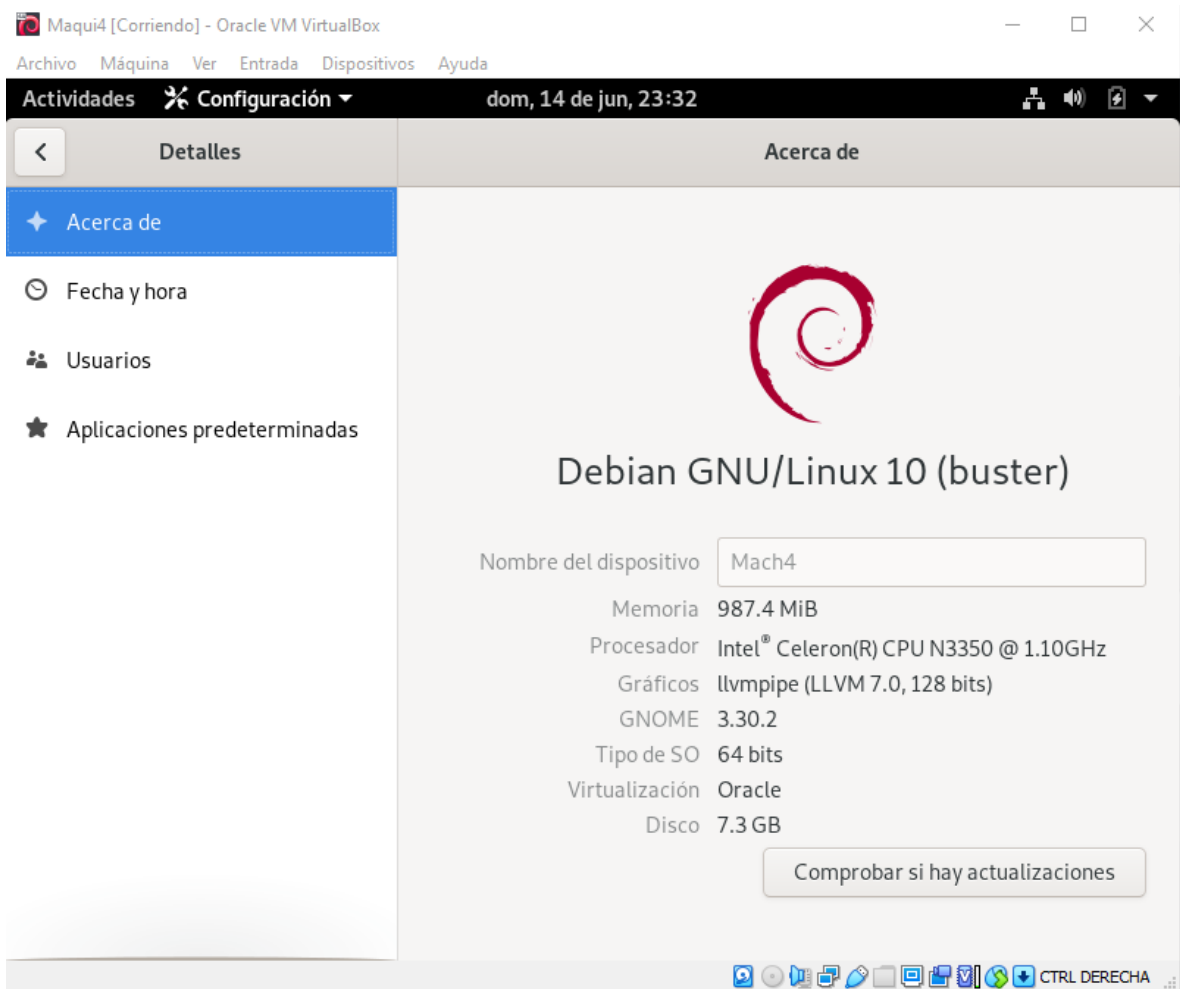 Maqui4 [Corriendo] - Oracle VM VirtualBox
Archivo Máquina Ver Entrada Dispositivos Ayuda
Actividades Configuración dom, 14 de jun, 23:32
Detalles Acerca de
Acerca de
Fecha y hora
Usuarios
Aplicaciones predeterminadas
Debian GNU/Linux 10 (buster)
Nombre del dispositivo Mach4
Memoria 987.4 MiB
Procesador Intel® Celeron(R) CPU N3350 @ 1.10GHz
Gráficos llvmpipe (LLVM 7.0, 128 bits)
GNOME 3.30.2
Tipo de SO 64 bits
Virtualización Oracle
Disco 7.3 GB
Comprobar si hay actualizaciones
CTRL DERECHA